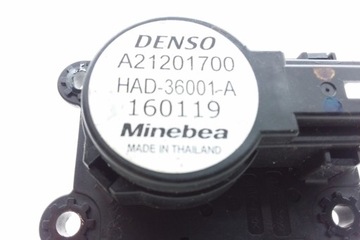 DENSO
A21201700
HAD-36001-A
160119
Minebea
MADE IN THAILAND